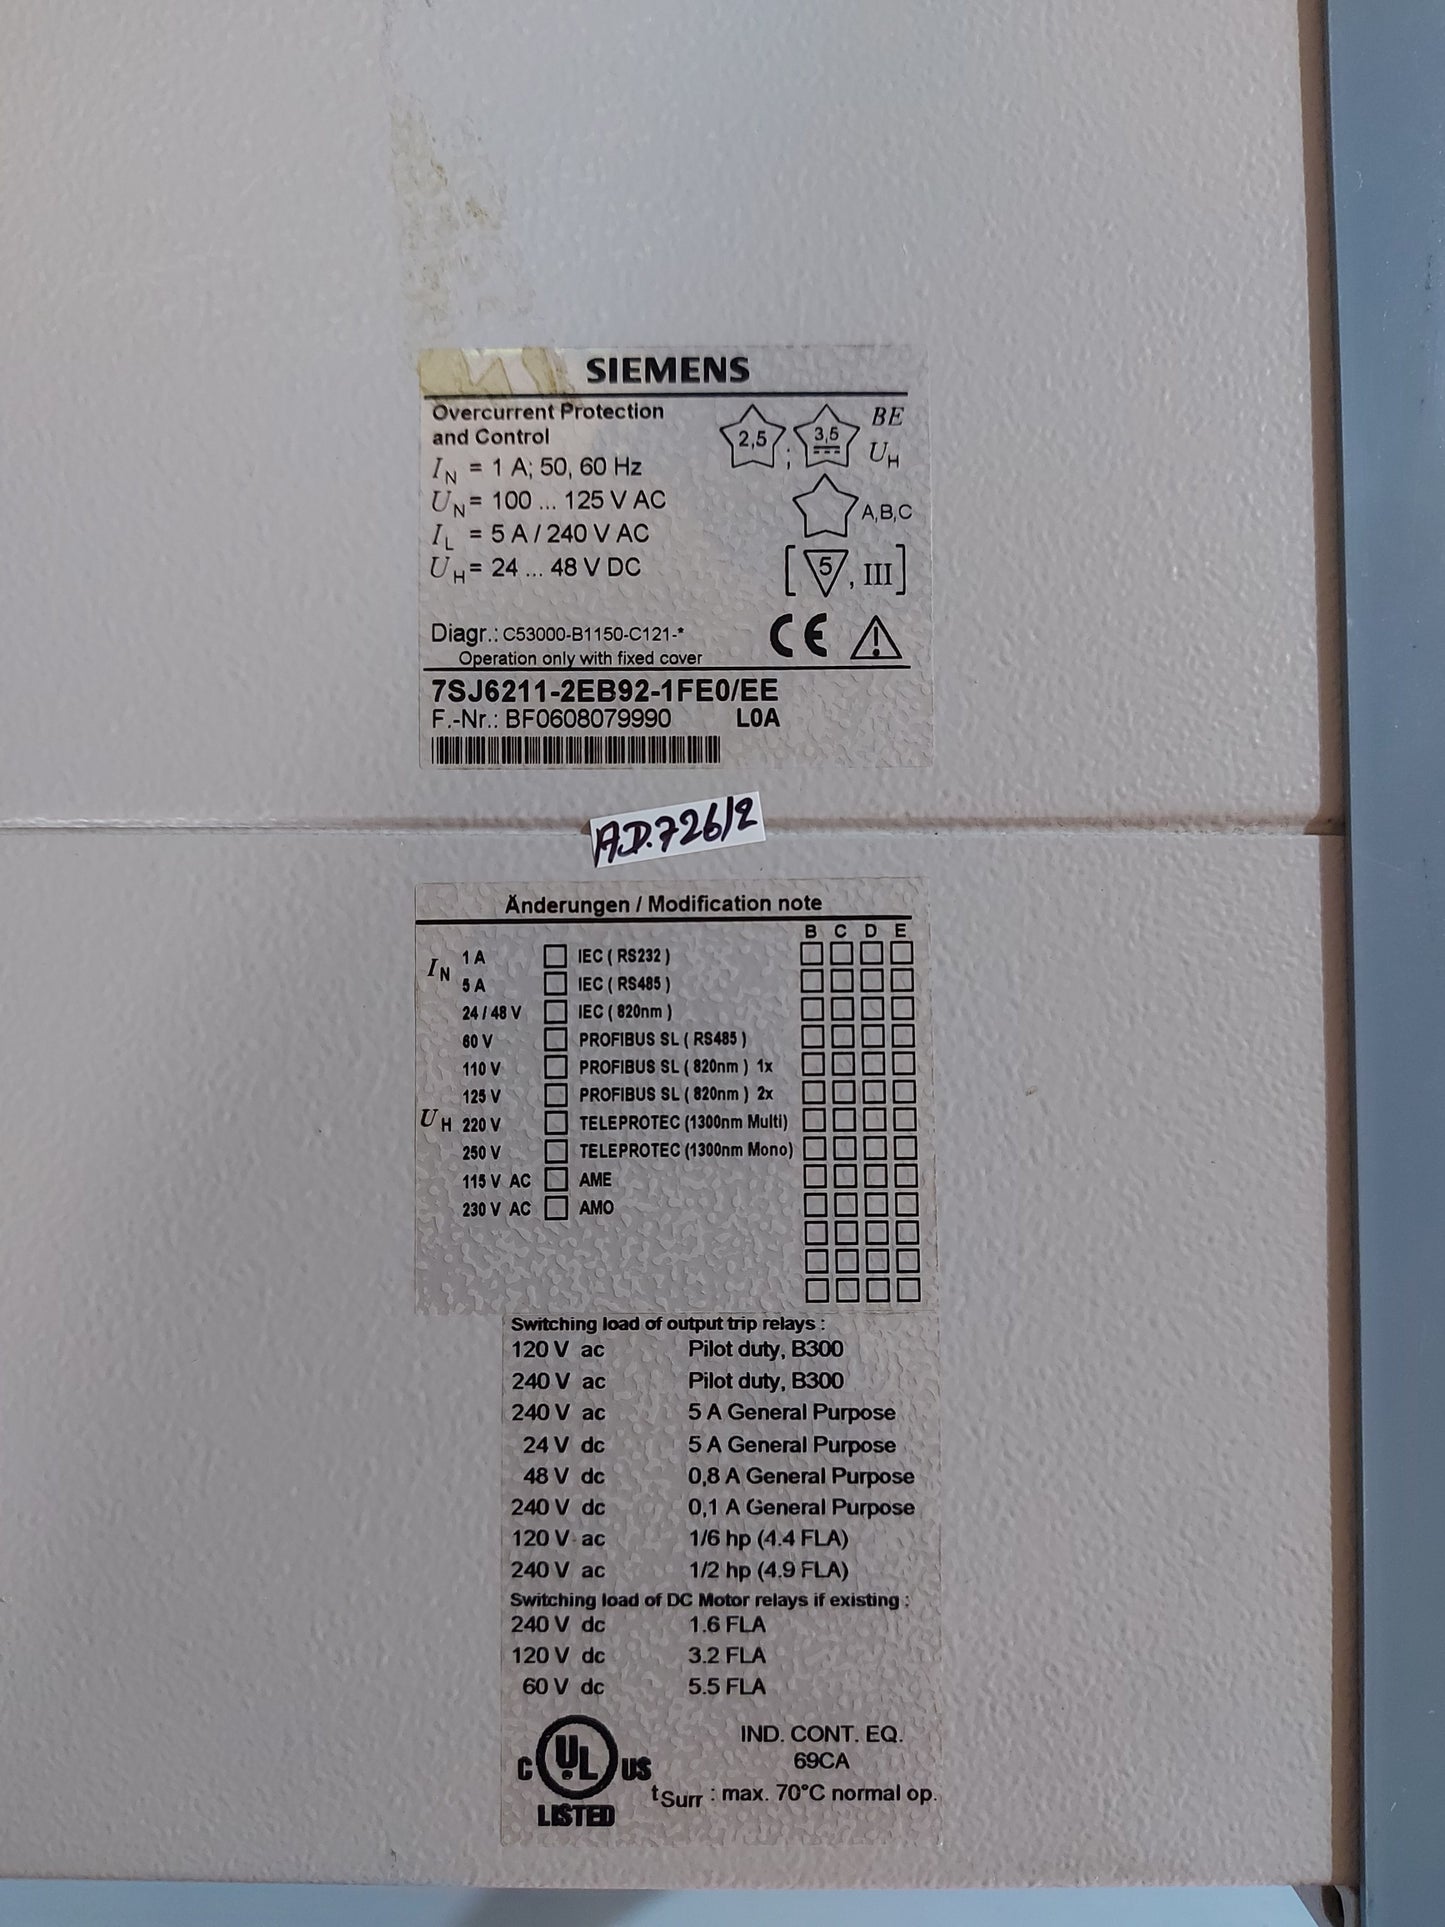 SIEMENS
Overcurrent Protection
and Control
2,5 ; 3,5 BE
UH
IN = 1 A; 50, 60 Hz
UN = 100 ... 125 V AC
A,B,C
IL = 5 A / 240 V AC
UH = 24 ... 48 V DC
[ 5 , III ]
Diagr.: C53000-B1150-C121-*
Operation only with fixed cover
CE
7SJ6211-2EB92-1FE0/EE
F.-Nr.: BF0608079990 L0A
A.D.726/2
Änderungen / Modification note
B C D E
IN 1 A IEC ( RS232 )
5 A IEC ( RS485 )
24 / 48 V IEC ( 820nm )
60 V PROFIBUS SL ( RS485 )
110 V PROFIBUS SL ( 820nm ) 1x
125 V PROFIBUS SL ( 820nm ) 2x
UH 220 V TELEPROTEC (1300nm Multi)
250 V TELEPROTEC (1300nm Mono)
115 V AC AME
230 V AC AMO
Switching load of output trip relays :
120 V ac Pilot duty, B300
240 V ac Pilot duty, B300
240 V ac 5 A General Purpose
24 V dc 5 A General Purpose
48 V dc 0,8 A General Purpose
240 V dc 0,1 A General Purpose
120 V ac 1/6 hp (4.4 FLA)
240 V ac 1/2 hp (4.9 FLA)
Switching load of DC Motor relays if existing :
240 V dc 1.6 FLA
120 V dc 3.2 FLA
60 V dc 5.5 FLA
C UL US
LISTED
IND. CONT. EQ.
69CA
tSurr : max. 70°C normal op.